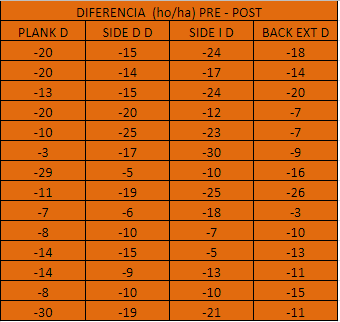 DIFERENCIA (ho/ha) PRE - POST
PLANK D SIDE D D SIDE I D BACK EXT D
-20 -15 -24 -18
-20 -14 -17 -14
-13 -15 -24 -20
-20 -20 -12 -7
-10 -25 -23 -7
-3 -17 -30 -9
-29 -5 -10 -16
-11 -19 -25 -26
-7 -6 -18 -3
-8 -10 -7 -10
-14 -15 -5 -13
-14 -9 -13 -11
-8 -10 -10 -15
-30 -19 -21 -11